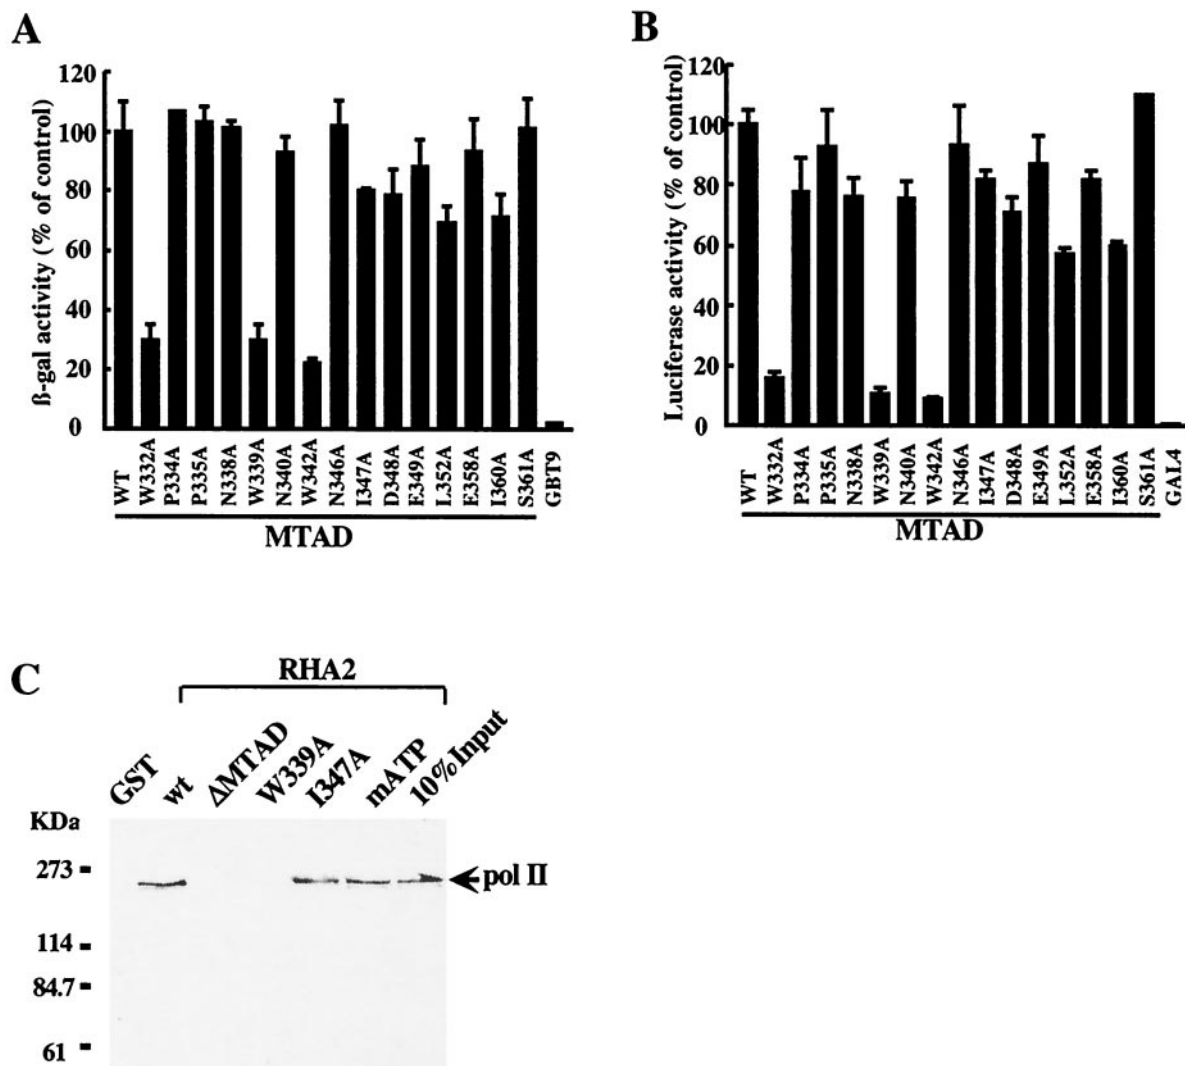 A
ß-gal activity (% of control)
120
100
80
60
40
20
0
WT
W332A
P334A
P335A
N338A
W339A
N340A
W342A
N346A
I347A
D348A
E349A
L352A
E358A
I360A
S361A
GBT9
MTAD
B
Luciferase activity (% of control)
120
100
80
60
40
20
0
WT
W332A
P334A
P335A
N338A
W339A
N340A
W342A
N346A
I347A
D348A
E349A
L352A
E358A
I360A
S361A
GAL4
MTAD
C
RHA2
GST
wt
ΔMTAD
W339A
I347A
mATP
10%Input
KDa
273
114
84.7
61
pol II